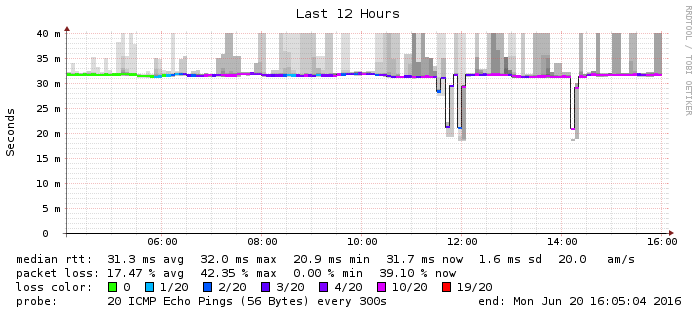 Last 12 Hours
RRDTOOL / TOBI OETIKER
Seconds
40 m
35 m
30 m
25 m
20 m
15 m
10 m
5 m
0
06:00 08:00 10:00 12:00 14:00 16:00
median rtt: 31.3 ms avg 32.0 ms max 20.9 ms min 31.7 ms now 1.6 ms sd 20.0 am/s
packet loss: 17.47 % avg 42.35 % max 0.00 % min 39.10 % now
loss color: 0 1/20 2/20 3/20 4/20 10/20 19/20
probe: 20 ICMP Echo Pings (56 Bytes) every 300s end: Mon Jun 20 16:05:04 2016